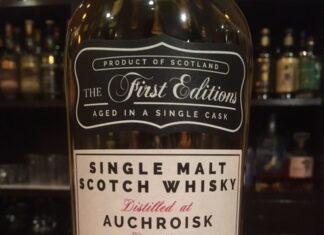 PRODUCT OF SCOTLAND
THE First Editions
AGED IN A SINGLE CASK
SINGLE MALT
SCOTCH WHISKY
Distilled at
AUCHROISK